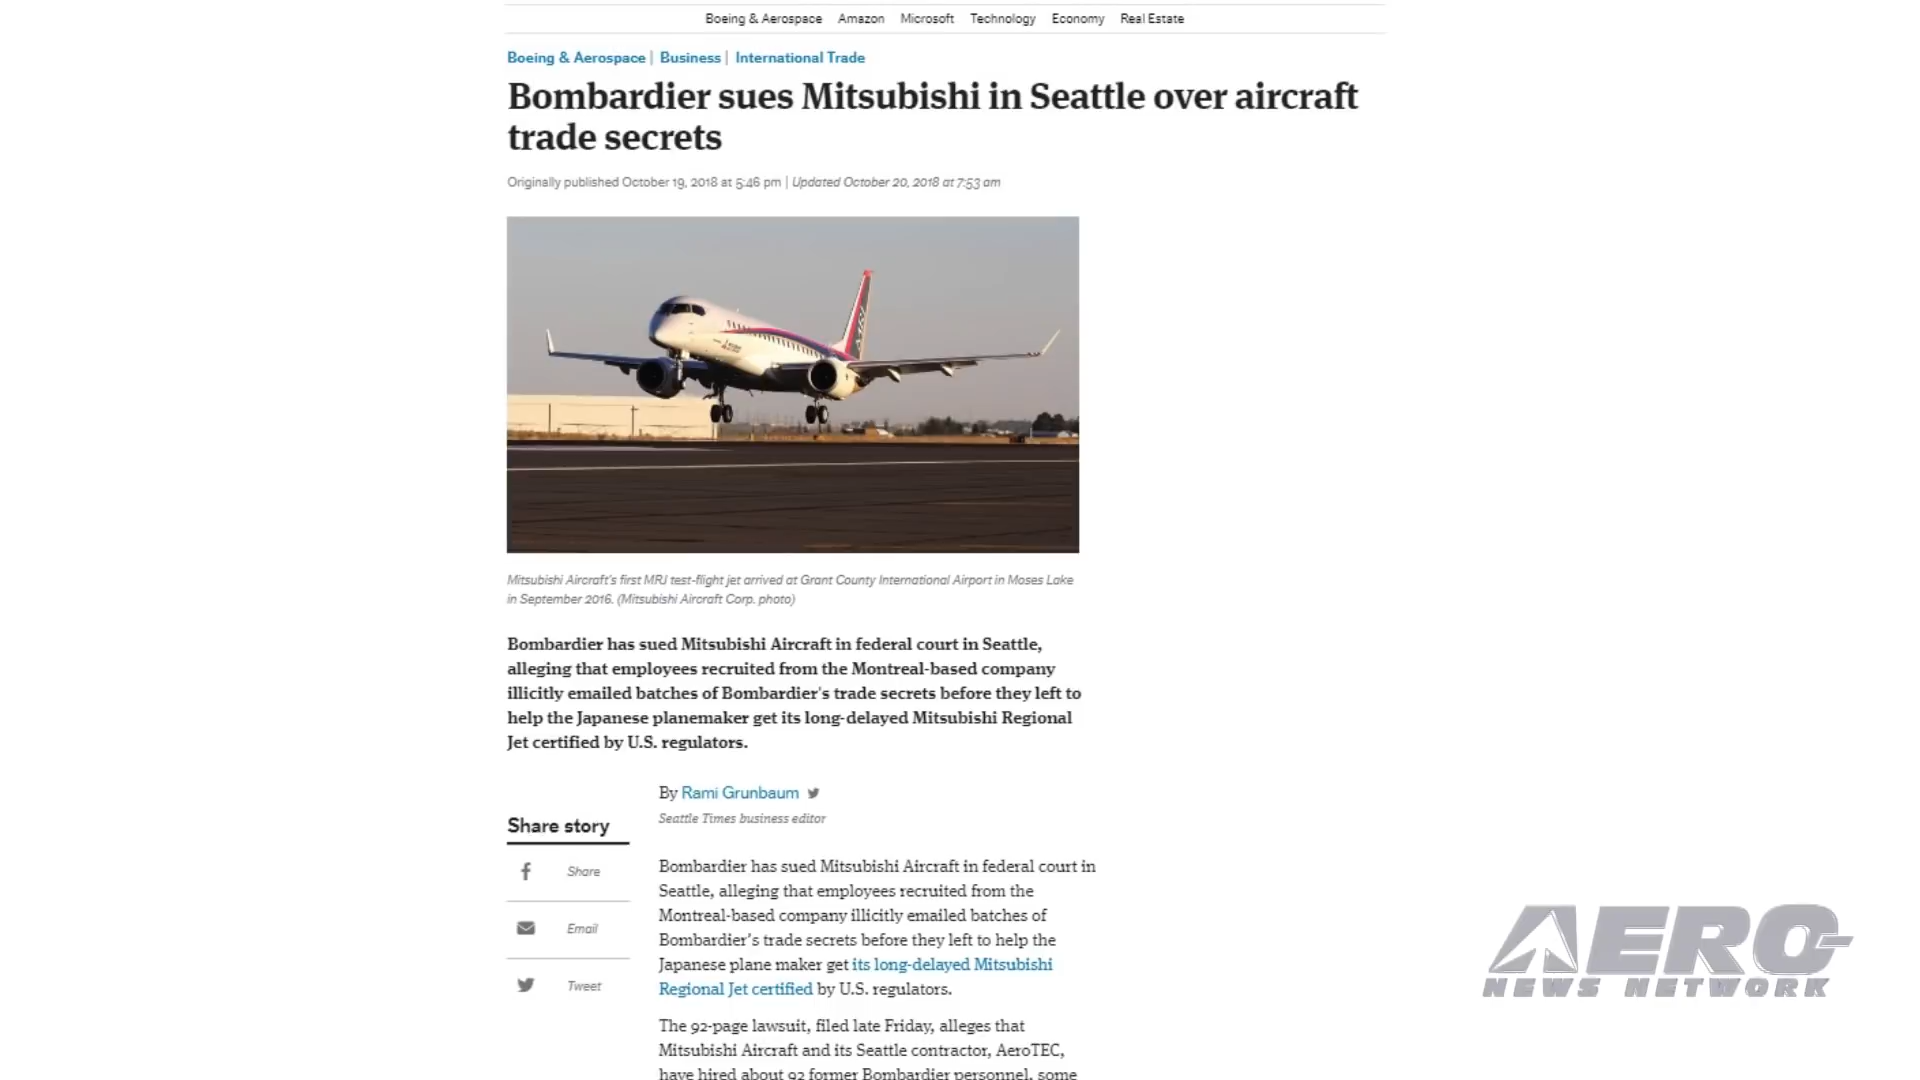 Boeing & Aerospace Amazon Microsoft Technology Economy Real Estate
Boeing & Aerospace | Business | International Trade
Bombardier sues Mitsubishi in Seattle over aircraft
trade secrets
Originally published October 19, 2018 at 5:46 pm | Updated October 20, 2018 at 7:53 am
Mitsubishi Aircraft's first MRJ test-flight jet arrived at Grant County International Airport in Moses Lake
in September 2016. (Mitsubishi Aircraft Corp. photo)
Bombardier has sued Mitsubishi Aircraft in federal court in Seattle,
alleging that employees recruited from the Montreal-based company
illicitly emailed batches of Bombardier's trade secrets before they left to
help the Japanese planemaker get its long-delayed Mitsubishi Regional
Jet certified by U.S. regulators.
By Rami Grunbaum
Seattle Times business editor
Share story
Share
Email
Tweet
Bombardier has sued Mitsubishi Aircraft in federal court in
Seattle, alleging that employees recruited from the
Montreal-based company illicitly emailed batches of
Bombardier's trade secrets before they left to help the
Japanese plane maker get its long-delayed Mitsubishi
Regional Jet certified by U.S. regulators.
The 92-page lawsuit, filed late Friday, alleges that
Mitsubishi Aircraft and its Seattle contractor, AeroTEC,
have hired about 92 former Bombardier personnel, some
AERO-
NEWS NETWORK